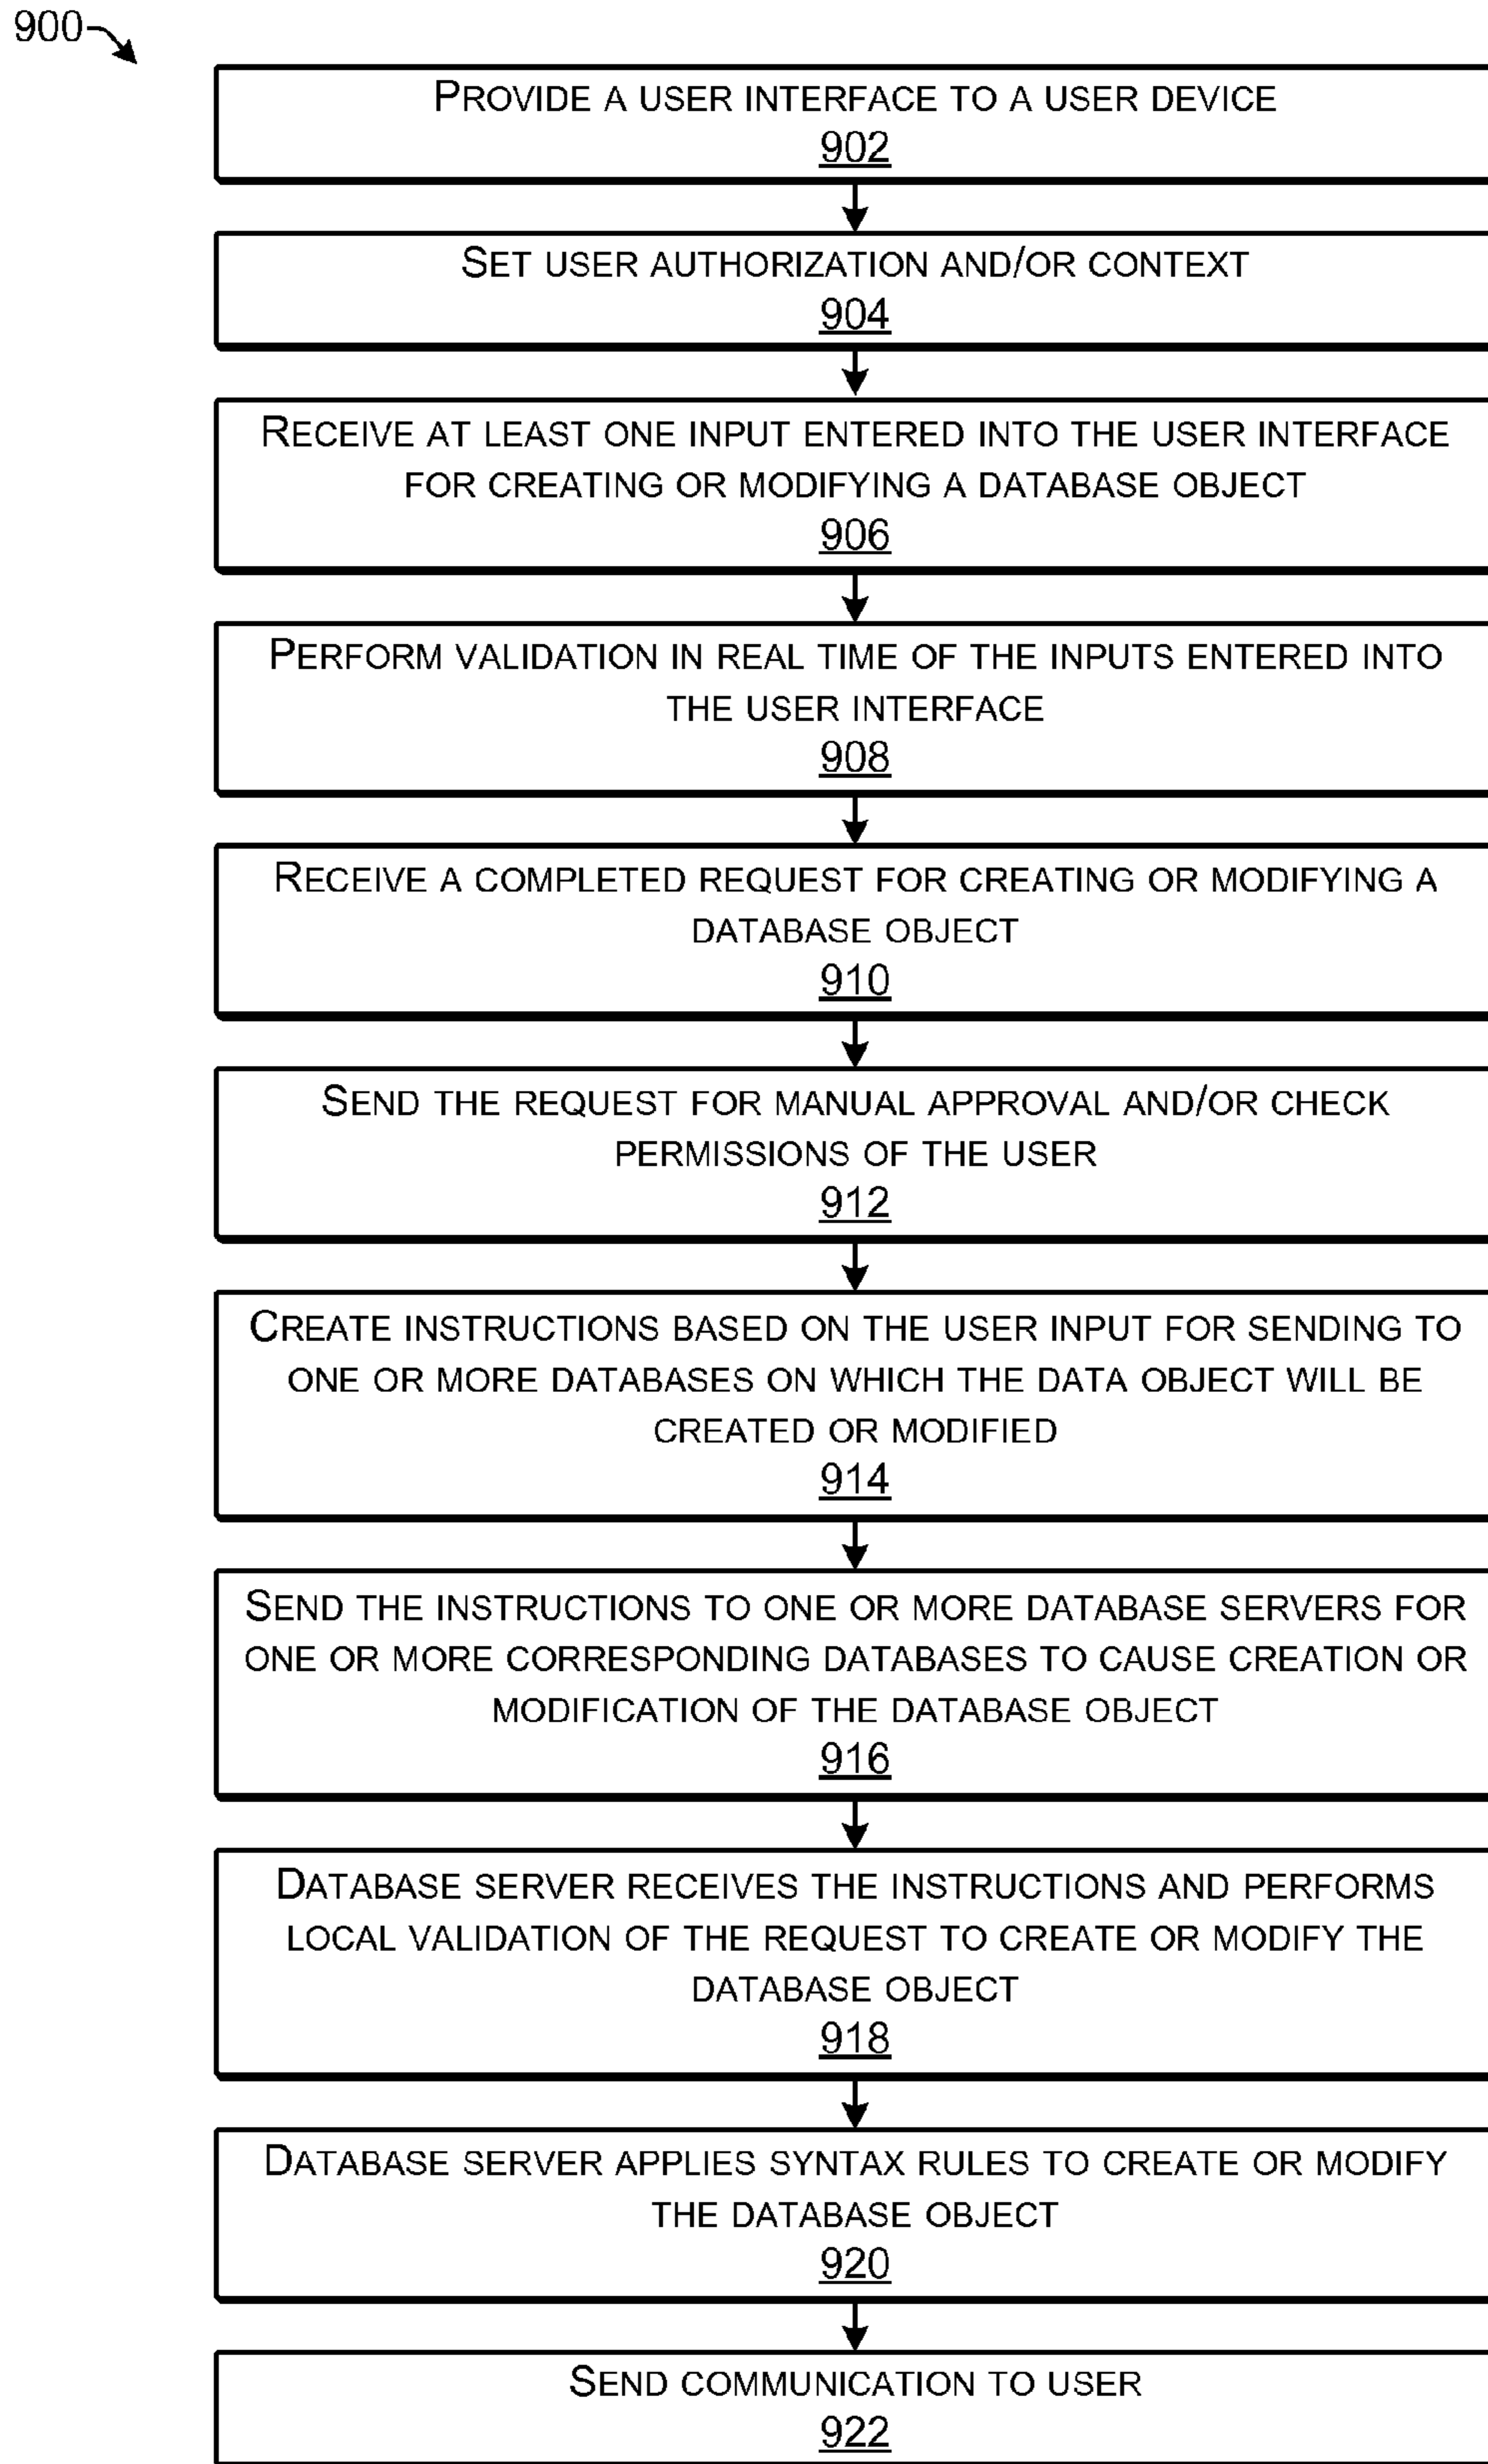 900
PROVIDE A USER INTERFACE TO A USER DEVICE
902
SET USER AUTHORIZATION AND/OR CONTEXT
904
RECEIVE AT LEAST ONE INPUT ENTERED INTO THE USER INTERFACE
FOR CREATING OR MODIFYING A DATABASE OBJECT
906
PERFORM VALIDATION IN REAL TIME OF THE INPUTS ENTERED INTO
THE USER INTERFACE
908
RECEIVE A COMPLETED REQUEST FOR CREATING OR MODIFYING A
DATABASE OBJECT
910
SEND THE REQUEST FOR MANUAL APPROVAL AND/OR CHECK
PERMISSIONS OF THE USER
912
CREATE INSTRUCTIONS BASED ON THE USER INPUT FOR SENDING TO
ONE OR MORE DATABASES ON WHICH THE DATA OBJECT WILL BE
CREATED OR MODIFIED
914
SEND THE INSTRUCTIONS TO ONE OR MORE DATABASE SERVERS FOR
ONE OR MORE CORRESPONDING DATABASES TO CAUSE CREATION OR
MODIFICATION OF THE DATABASE OBJECT
916
DATABASE SERVER RECEIVES THE INSTRUCTIONS AND PERFORMS
LOCAL VALIDATION OF THE REQUEST TO CREATE OR MODIFY THE
DATABASE OBJECT
918
DATABASE SERVER APPLIES SYNTAX RULES TO CREATE OR MODIFY
THE DATABASE OBJECT
920
SEND COMMUNICATION TO USER
922